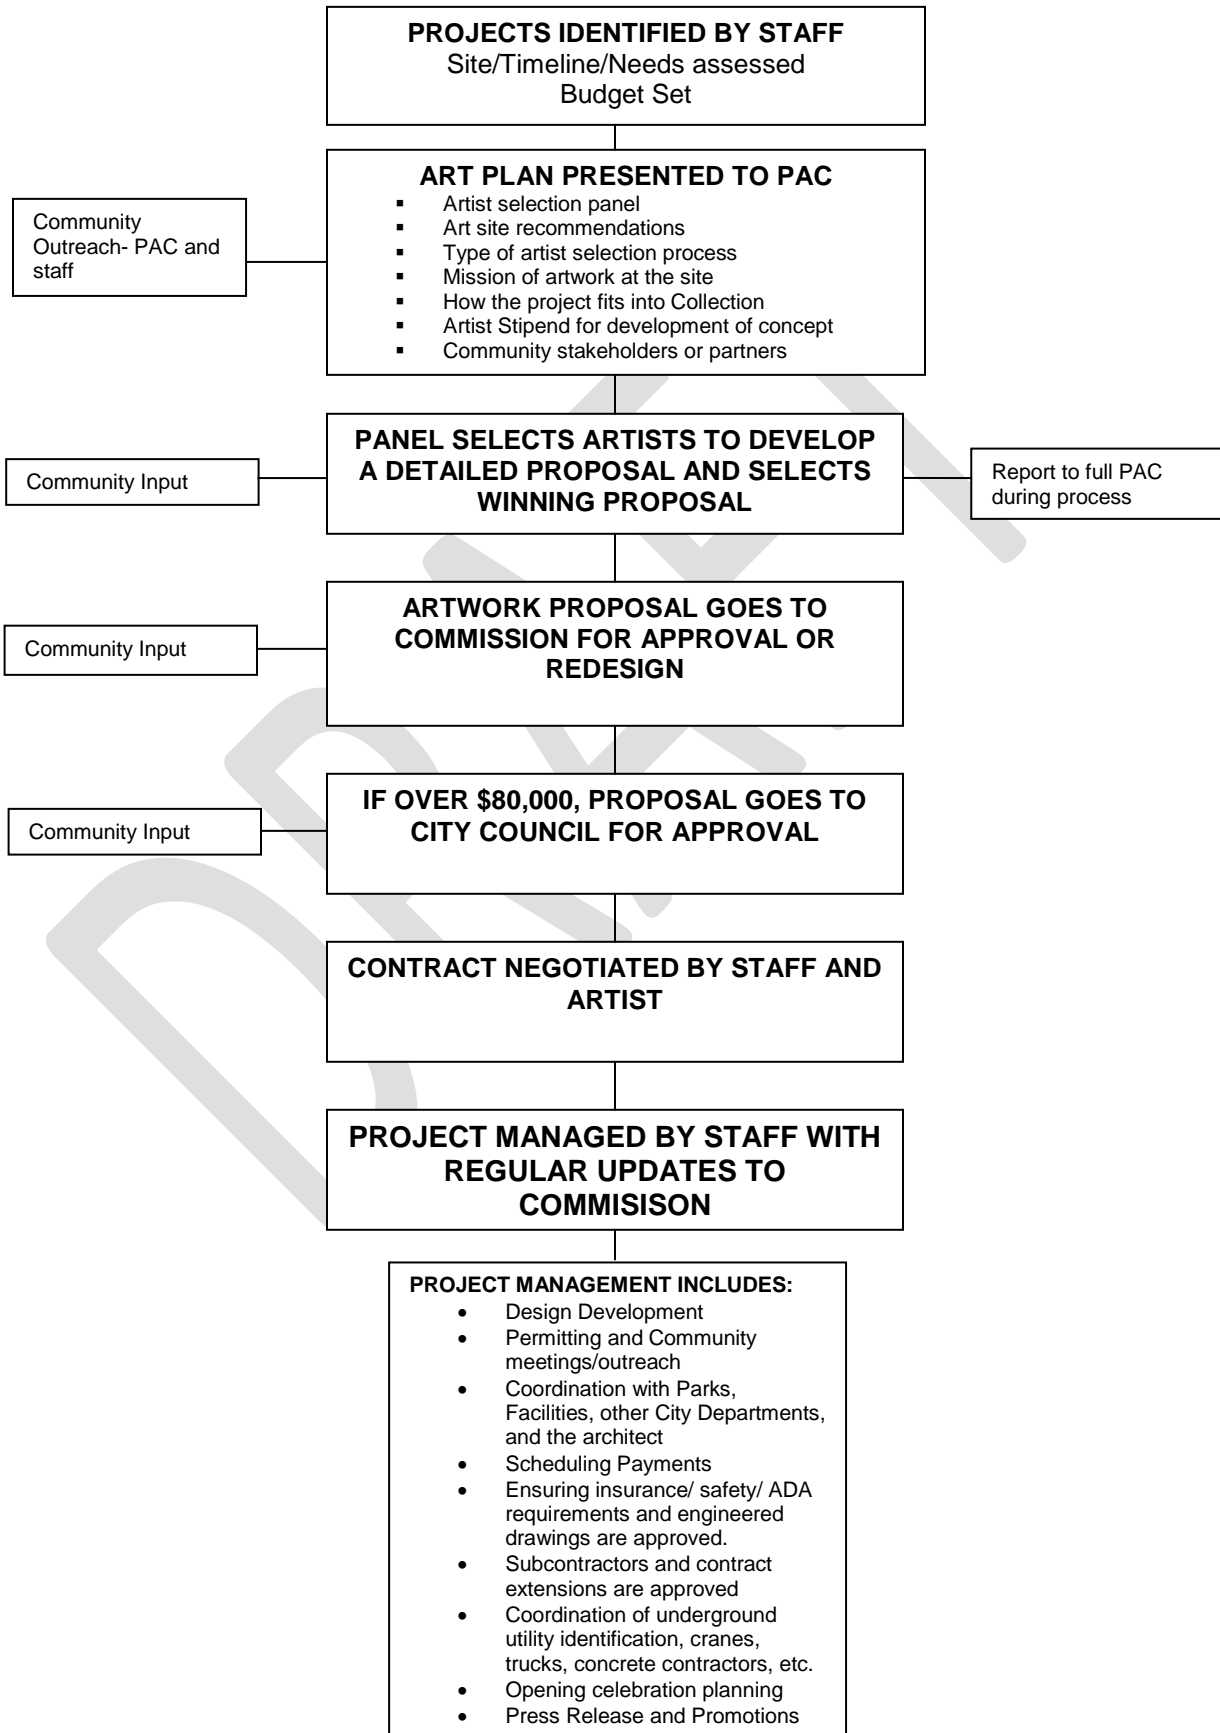 PROJECTS IDENTIFIED BY STAFF
Site/Timeline/Needs assessed
Budget Set
ART PLAN PRESENTED TO PAC
▪ Artist selection panel
▪ Art site recommendations
▪ Type of artist selection process
▪ Mission of artwork at the site
▪ How the project fits into Collection
▪ Artist Stipend for development of concept
▪ Community stakeholders or partners
Community
Outreach- PAC and
staff
PANEL SELECTS ARTISTS TO DEVELOP
A DETAILED PROPOSAL AND SELECTS
WINNING PROPOSAL
Community Input
Report to full PAC
during process
ARTWORK PROPOSAL GOES TO
COMMISSION FOR APPROVAL OR
REDESIGN
Community Input
IF OVER $80,000, PROPOSAL GOES TO
CITY COUNCIL FOR APPROVAL
Community Input
CONTRACT NEGOTIATED BY STAFF AND
ARTIST
PROJECT MANAGED BY STAFF WITH
REGULAR UPDATES TO
COMMISISON
PROJECT MANAGEMENT INCLUDES:
• Design Development
• Permitting and Community
meetings/outreach
• Coordination with Parks,
Facilities, other City Departments,
and the architect
• Scheduling Payments
• Ensuring insurance/ safety/ ADA
requirements and engineered
drawings are approved.
• Subcontractors and contract
extensions are approved
• Coordination of underground
utility identification, cranes,
trucks, concrete contractors, etc.
• Opening celebration planning
• Press Release and Promotions
DRAFT